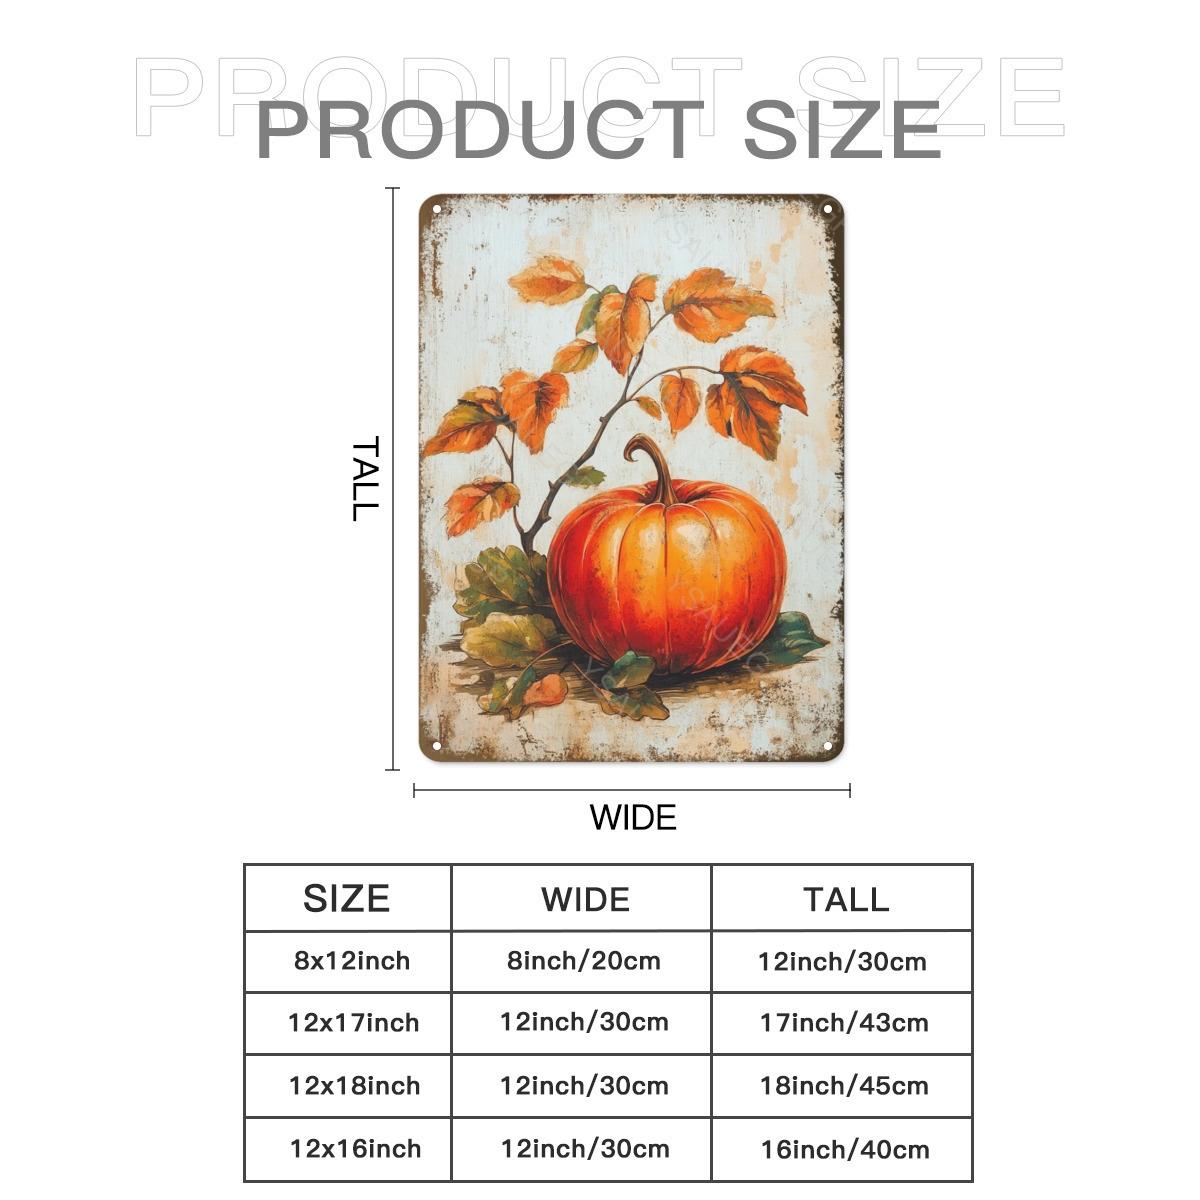 PRODUCT SIZE
PRODUCT SIZE
TALL
WIDE
SIZE WIDE TALL
8x12inch 8inch/20cm 12inch/30cm
12x17inch 12inch/30cm 17inch/43cm
12x18inch 12inch/30cm 18inch/45cm
12x16inch 12inch/30cm 16inch/40cm